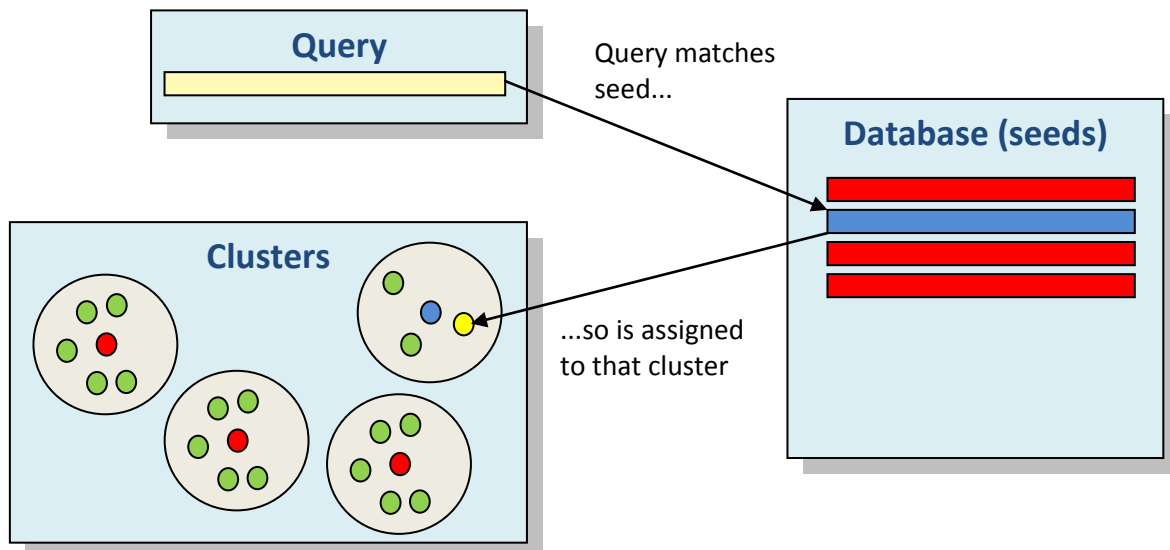 Query
Query matches
seed...
Database (seeds)
Clusters
...so is assigned
to that cluster